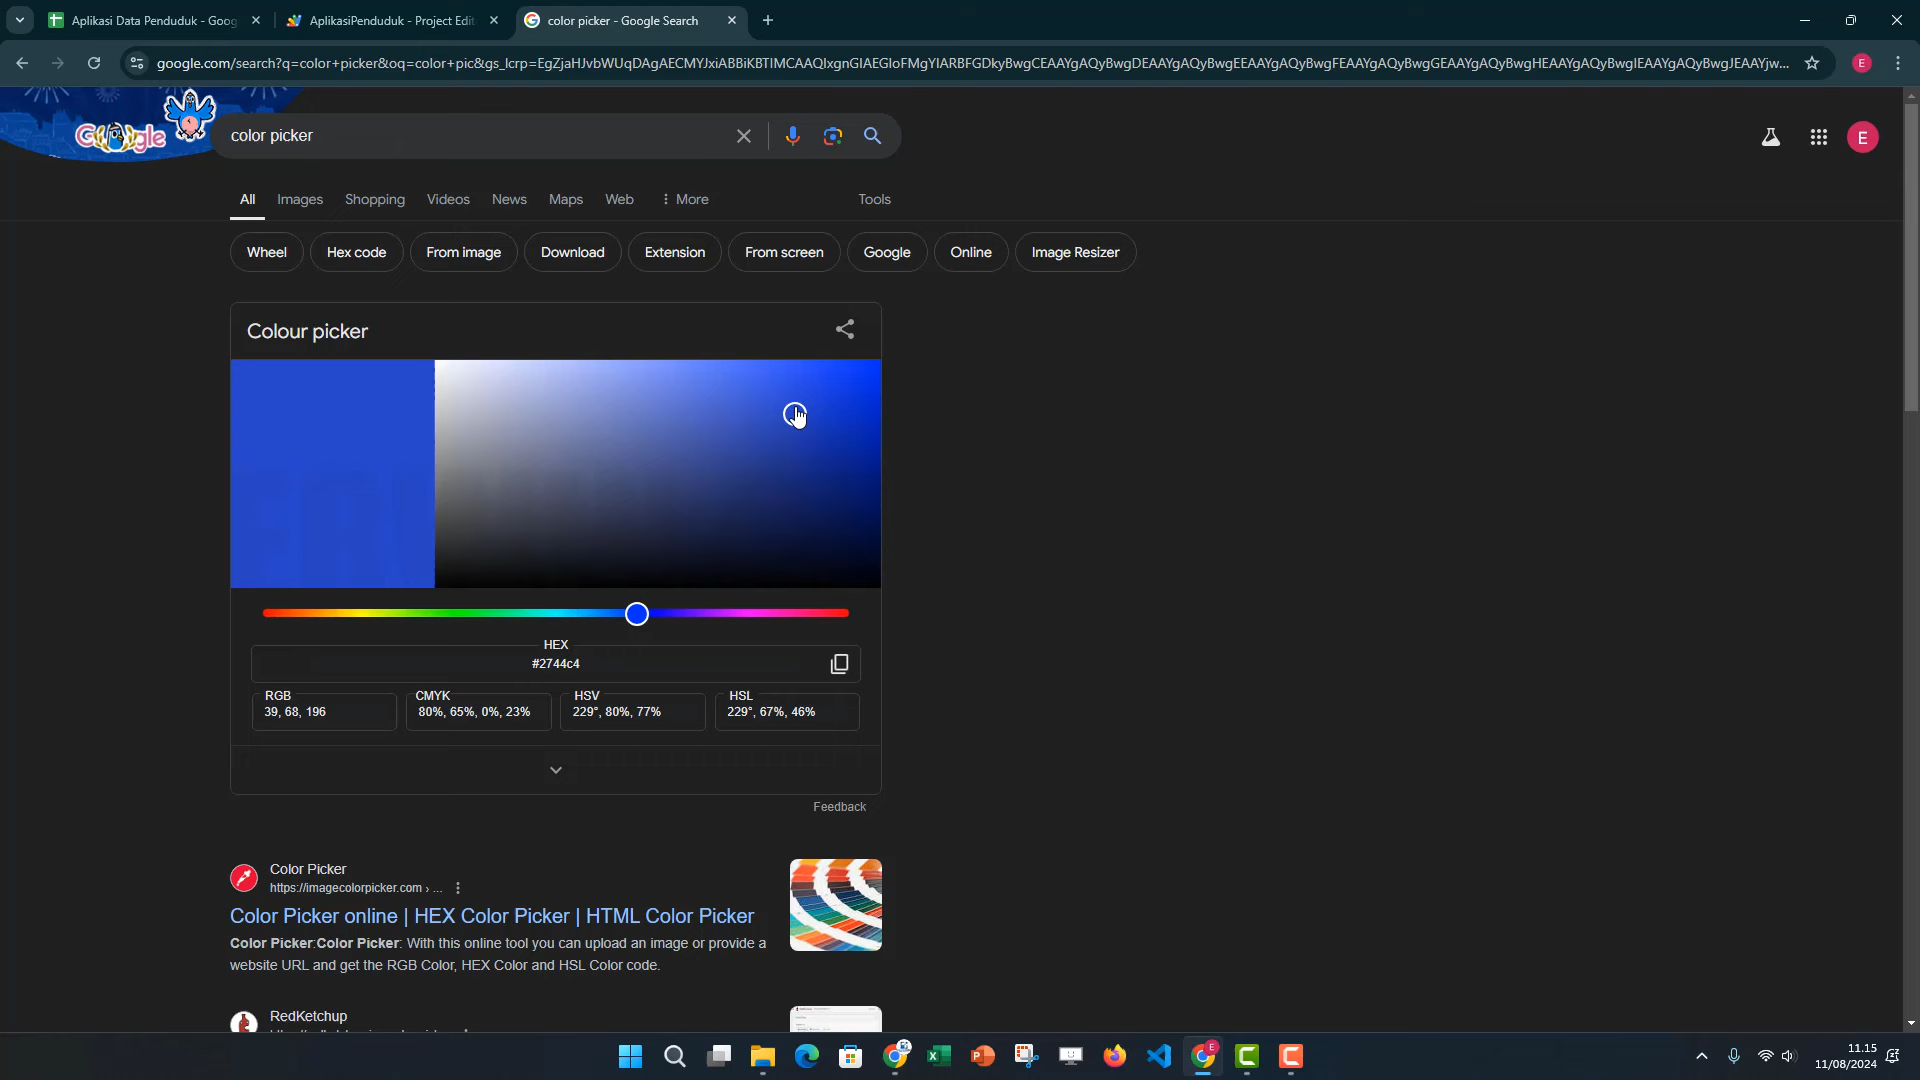 Aplikasi Data Penduduk - Goog
AplikasiPenduduk - Project Edit
color picker - Google Search
google.com/search?q=color+picker&oq=color+pic&gs_lcrp=EgZjaHJvbWUqDAgAECMYJxiABBiKBTIMCAAQIxgnGIAEGIoFMgYIARBFGDkyBwgCEAAYgAQyBwgDEAAYgAQyBwgEEAAYgAQyBwgFEAAYgAQyBwgGEAAYgAQyBwgHEAAYgAQyBwgIEAAYgAQyBwgJEAAYjw...
E
Google
color picker
E
All Images Shopping Videos News Maps Web More Tools
Wheel Hex code From image Download Extension From screen Google Online Image Resizer
Colour picker
HEX
#2744c4
RGB CMYK HSV HSL
39, 68, 196 80%, 65%, 0%, 23% 229°, 80%, 77% 229°, 67%, 46%
Feedback
Color Picker
https://imagecolorpicker.com › ...
Color Picker online | HEX Color Picker | HTML Color Picker
Color Picker:Color Picker: With this online tool you can upload an image or provide a
website URL and get the RGB Color, HEX Color and HSL Color code.
RedKetchup
11.15
11/08/2024